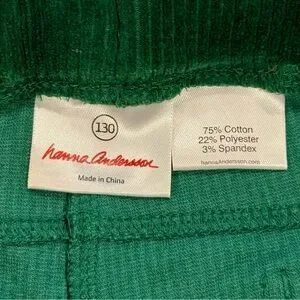 130
hanna Andersson
Made in China
75% Cotton
22% Polyester
3% Spandex
hannaAndersson.com